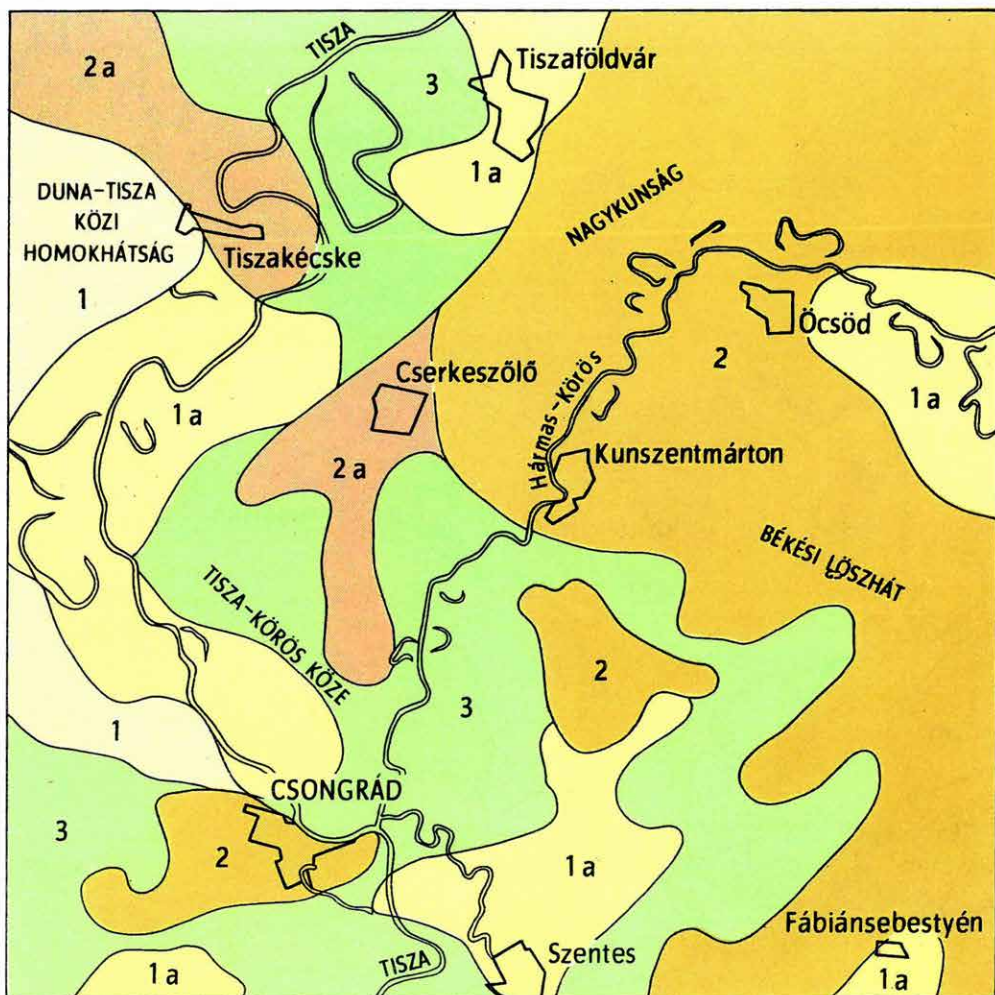 TISZA
2a
3
Tiszaföldvár
1a
DUNA-TISZA
KÖZI
HOMOKHÁTSÁG
NAGYKUNSÁG
Tiszakécske
1
Öcsöd
2
Cserkeszőlő
1a
1a
Hármas-Körös
Kunszentmárton
2a
BÉKÉSI LÖSZHÁT
TISZA-KÖRÖS KÖZE
2
3
1
CSONGRÁD
3
2
1a
Fábiánsebestyén
Szentes
TISZA
1a
1a